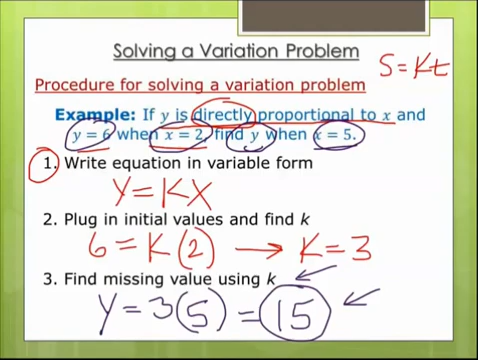 Solving a Variation Problem
S = Kt
Procedure for solving a variation problem
Example: If y is directly proportional to x and
y = 6 when x = 2, find y when x = 5.
1. Write equation in variable form
Y = KX
2. Plug in initial values and find k
6 = K(2) → K = 3
3. Find missing value using k
Y = 3(5) = 15